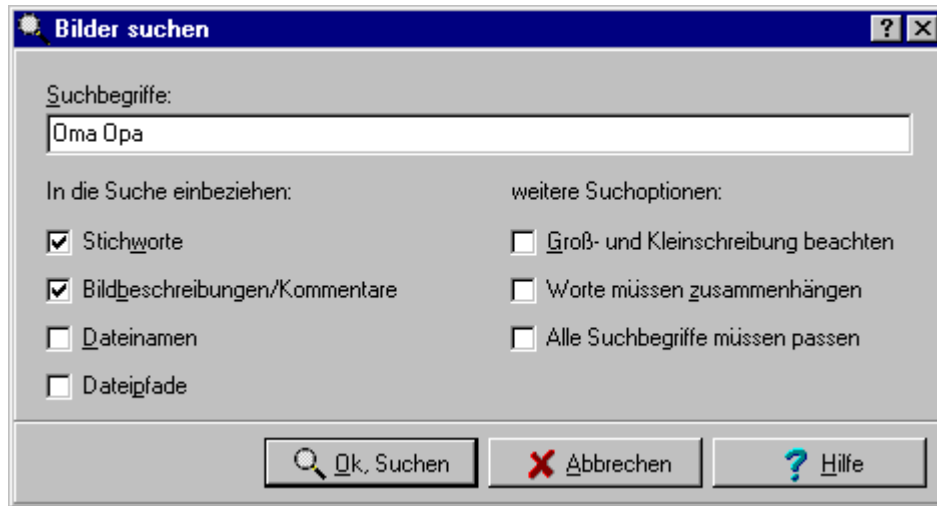 Bilder suchen
Suchbegriffe:
Oma Opa
In die Suche einbeziehen:
weitere Suchoptionen:
Stichworte
Groß- und Kleinschreibung beachten
Bildbeschreibungen/Kommentare
Worte müssen zusammenhängen
Dateinamen
Alle Suchbegriffe müssen passen
Dateipfade
Ok, Suchen
Abbrechen
Hilfe